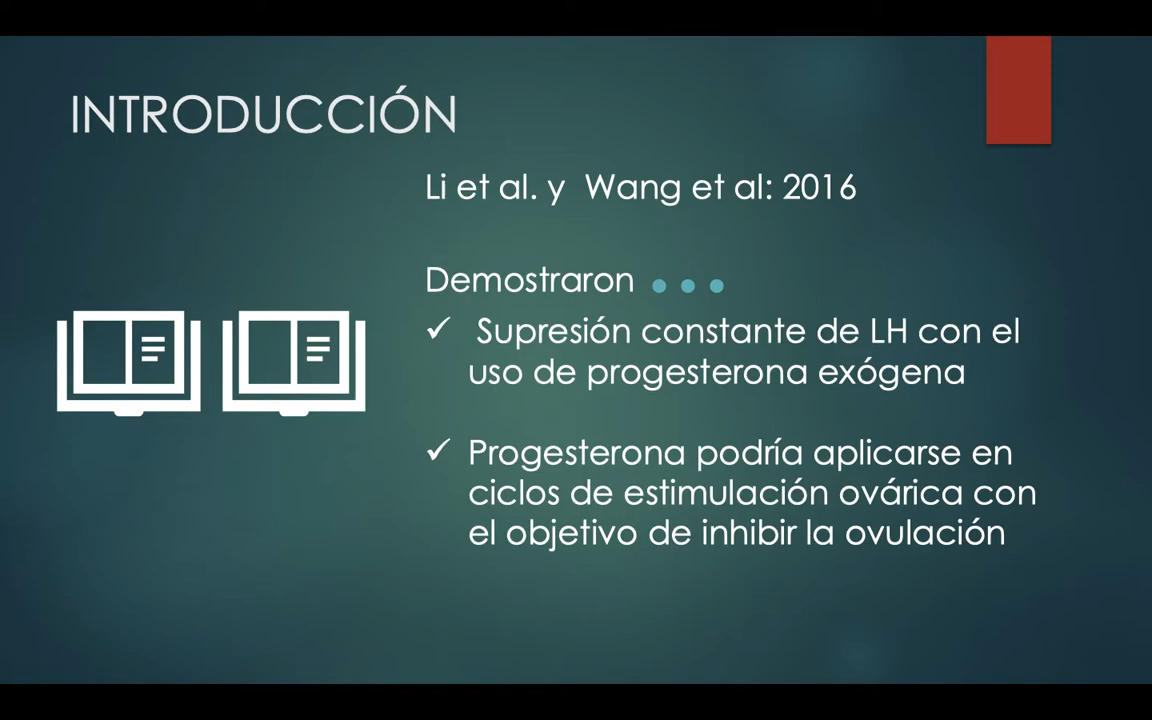 INTRODUCCIÓN
Li et al. y Wang et al: 2016
Demostraron
✓ Supresión constante de LH con el
uso de progesterona exógena
✓ Progesterona podría aplicarse en
ciclos de estimulación ovárica con
el objetivo de inhibir la ovulación